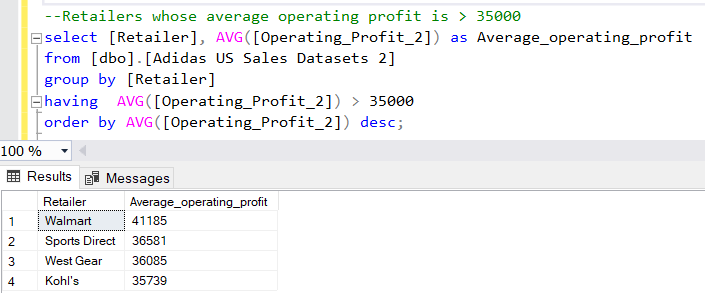 --Retailers whose average operating profit is > 35000
select [Retailer], AVG([Operating_Profit_2]) as Average_operating_profit
from [dbo].[Adidas US Sales Datasets 2]
group by [Retailer]
having  AVG([Operating_Profit_2]) > 35000
order by AVG([Operating_Profit_2]) desc;
100 %
Results Messages
Retailer Average_operating_profit
1 Walmart 41185
2 Sports Direct 36581
3 West Gear 36085
4 Kohl's 35739